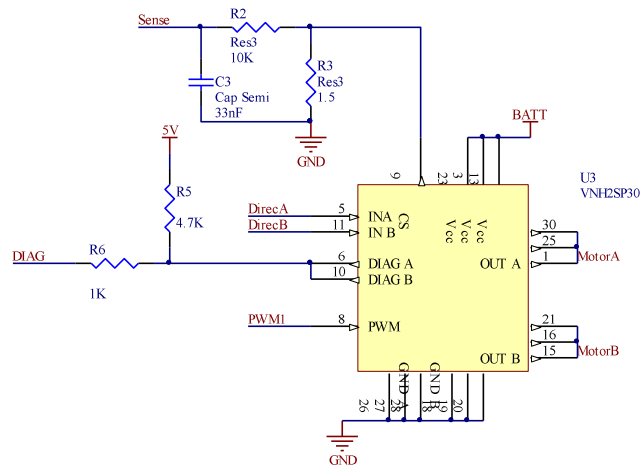 Sense
R2
Res3
10K
C3
Cap Semi
33nF
R3
Res3
1.5
GND
5V
R5
4.7K
DIAG
R6
1K
BATT
U3
VNH2SP30
9
23
3
13
CS
Vcc
Vcc
Vcc
DirecA
5
INA
DirecB
11
IN B
6
DIAG A
10
DIAG B
PWM1
8
PWM
30
25
OUT A
1
MotorA
21
16
OUT B
15
MotorB
GND A
GND B
26
27
28
18
19
20
GND